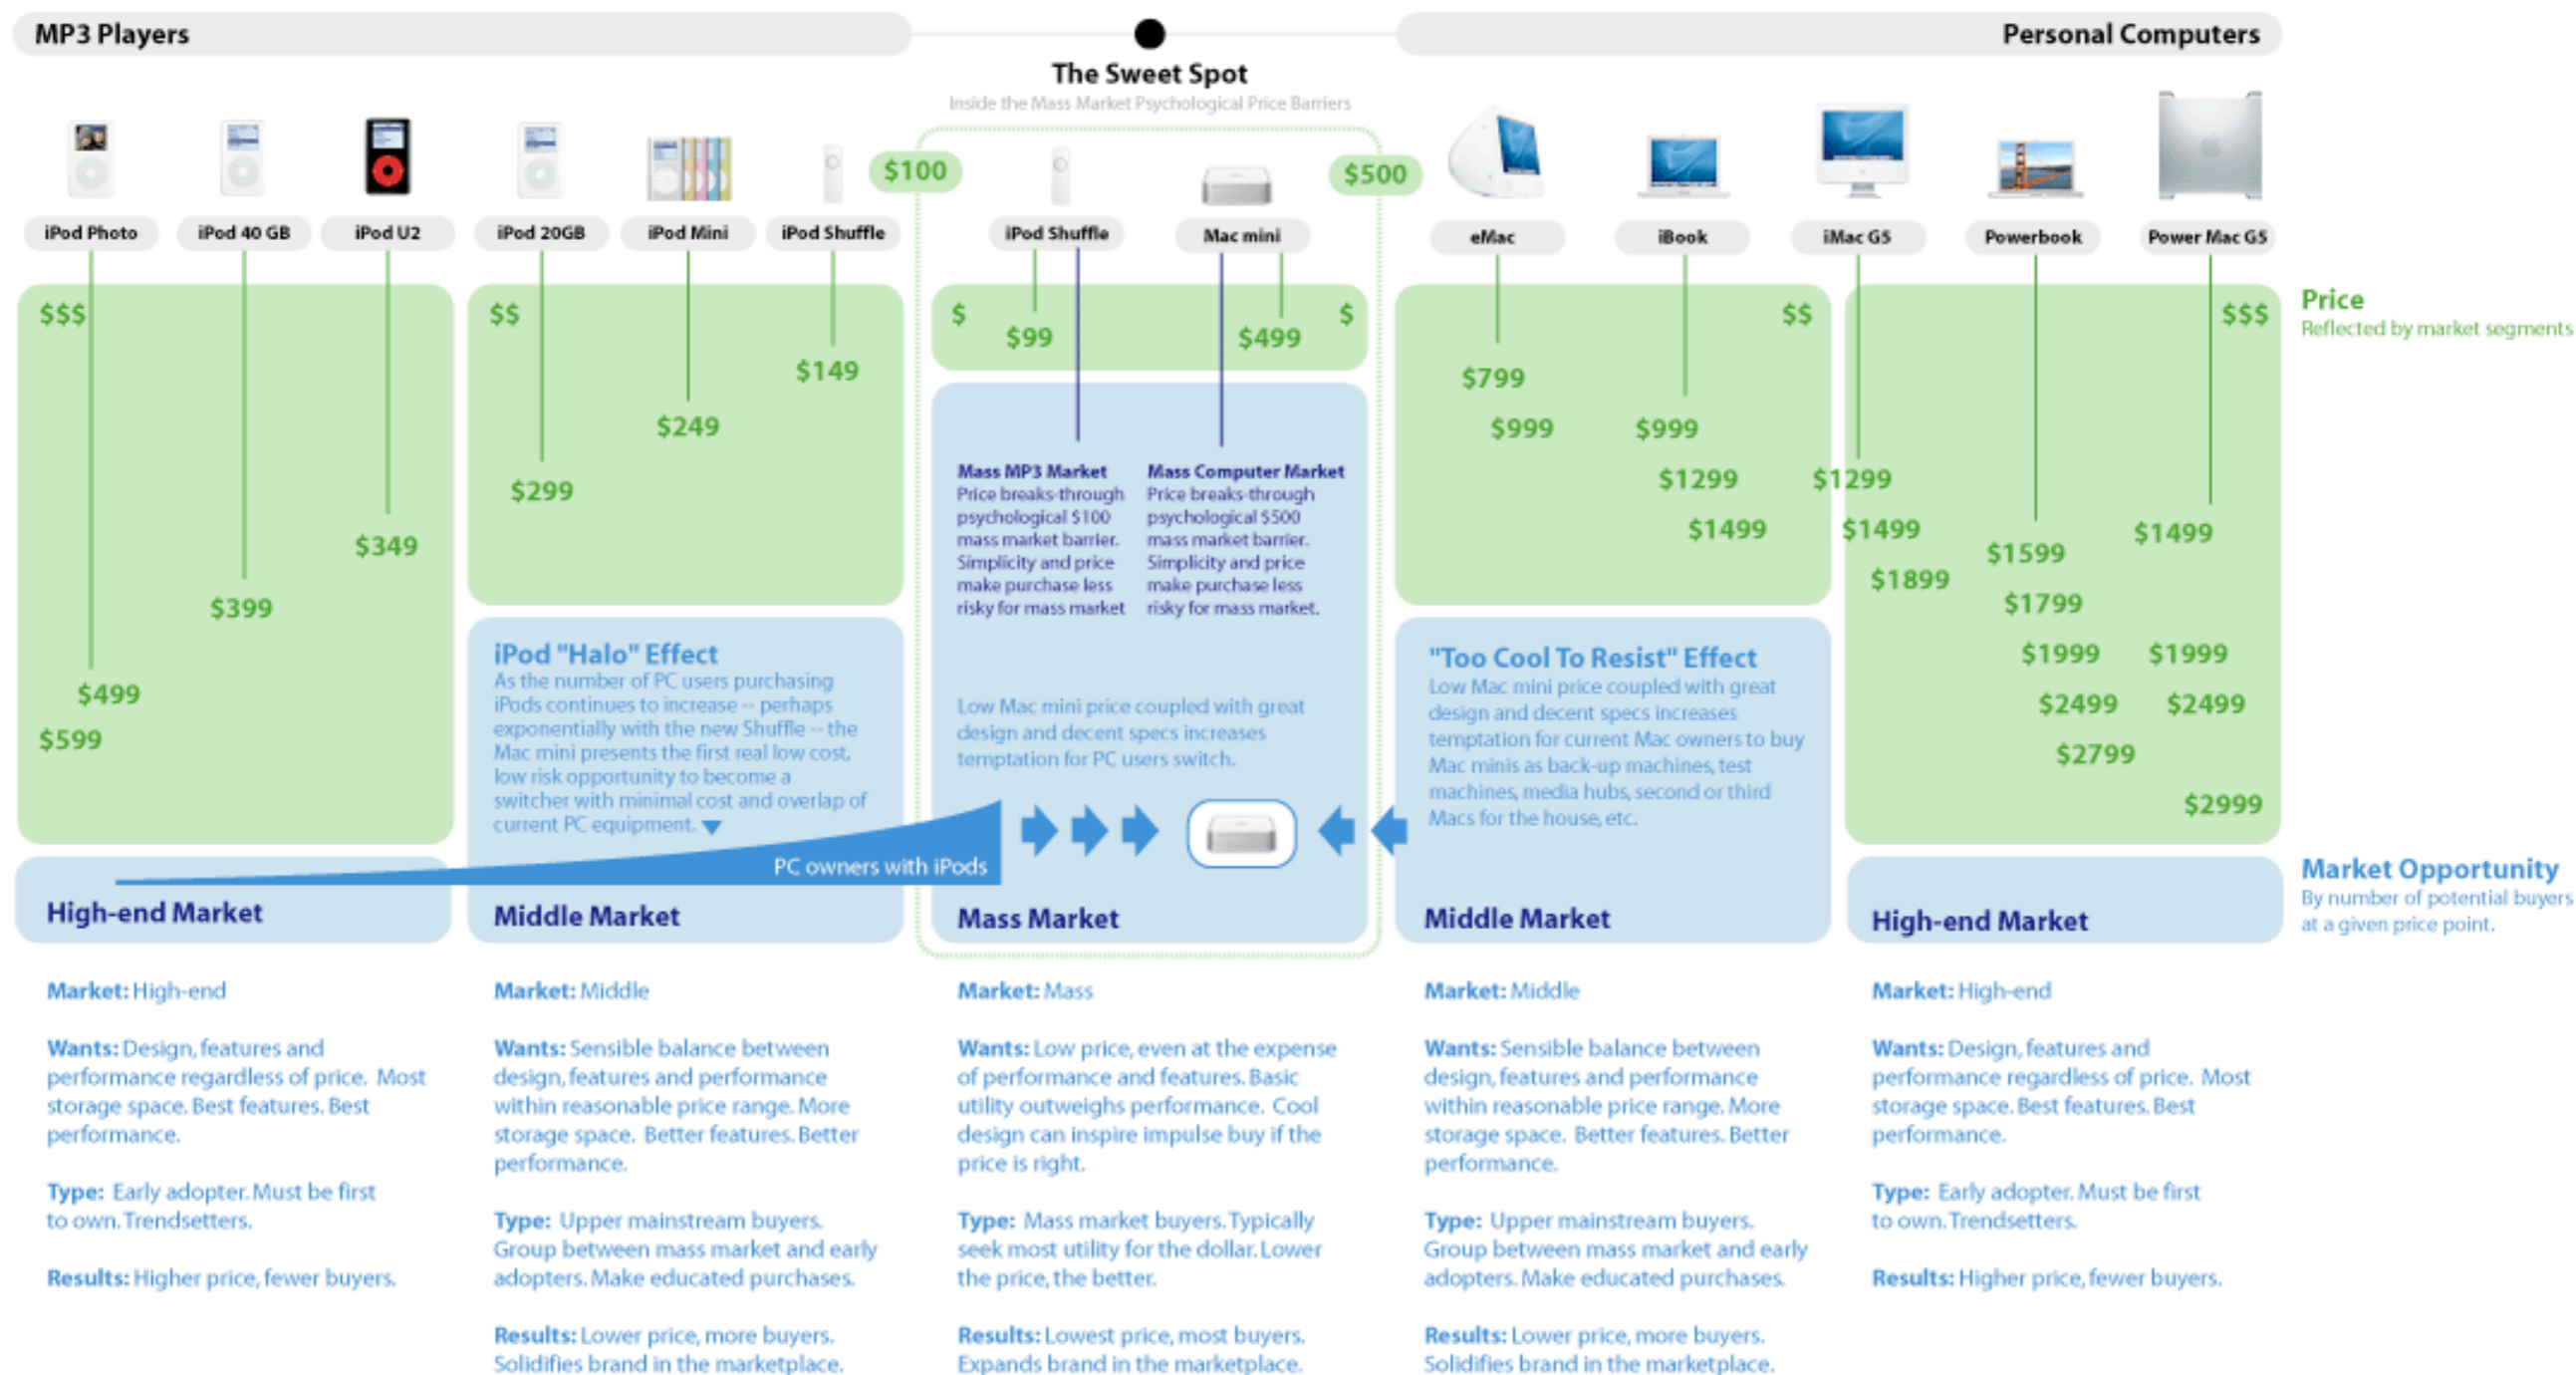 MP3 Players
Personal Computers
The Sweet Spot
Inside the Mass Market Psychological Price Barriers
$100
$500
iPod Photo
iPod 40 GB
iPod U2
iPod 20GB
iPod Mini
iPod Shuffle
iPod Shuffle
Mac mini
eMac
iBook
iMac G5
Powerbook
Power Mac G5
$$$
$499
$599
$399
$349
$$
$299
$249
$149
$
$99
$499
$
$$
$799
$999
$999
$1299
$1499
$$$
$1299
$1499
$1899
$1599
$1799
$1999
$2499
$2799
$1499
$1999
$2499
$2999
Price
Reflected by market segments
iPod "Halo" Effect
As the number of PC users purchasing
iPods continues to increase -- perhaps
exponentially with the new Shuffle -- the
Mac mini presents the first real low cost,
low risk opportunity to become a
switcher with minimal cost and overlap of
current PC equipment.
PC owners with iPods
Mass MP3 Market
Price breaks-through
psychological $100
mass market barrier.
Simplicity and price
make purchase less
risky for mass market
Mass Computer Market
Price breaks-through
psychological $500
mass market barrier.
Simplicity and price
make purchase less
risky for mass market.
Low Mac mini price coupled with great
design and decent specs increases
temptation for PC users switch.
"Too Cool To Resist" Effect
Low Mac mini price coupled with great
design and decent specs increases
temptation for current Mac owners to buy
Mac minis as back-up machines, test
machines, media hubs, second or third
Macs for the house, etc.
Market Opportunity
By number of potential buyers
at a given price point.
High-end Market
Middle Market
Mass Market
Middle Market
High-end Market
Market: High-end
Wants: Design, features and
performance regardless of price. Most
storage space. Best features. Best
performance.
Type: Early adopter. Must be first
to own. Trendsetters.
Results: Higher price, fewer buyers.
Market: Middle
Wants: Sensible balance between
design, features and performance
within reasonable price range. More
storage space. Better features. Better
performance.
Type: Upper mainstream buyers.
Group between mass market and early
adopters. Make educated purchases.
Results: Lower price, more buyers.
Solidifies brand in the marketplace.
Market: Mass
Wants: Low price, even at the expense
of performance and features. Basic
utility outweighs performance. Cool
design can inspire impulse buy if the
price is right.
Type: Mass market buyers. Typically
seek most utility for the dollar. Lower
the price, the better.
Results: Lowest price, most buyers.
Expands brand in the marketplace.
Market: Middle
Wants: Sensible balance between
design, features and performance
within reasonable price range. More
storage space. Better features. Better
performance.
Type: Upper mainstream buyers.
Group between mass market and early
adopters. Make educated purchases.
Results: Lower price, more buyers.
Solidifies brand in the marketplace.
Market: High-end
Wants: Design, features and
performance regardless of price. Most
storage space. Best features. Best
performance.
Type: Early adopter. Must be first
to own. Trendsetters.
Results: Higher price, fewer buyers.